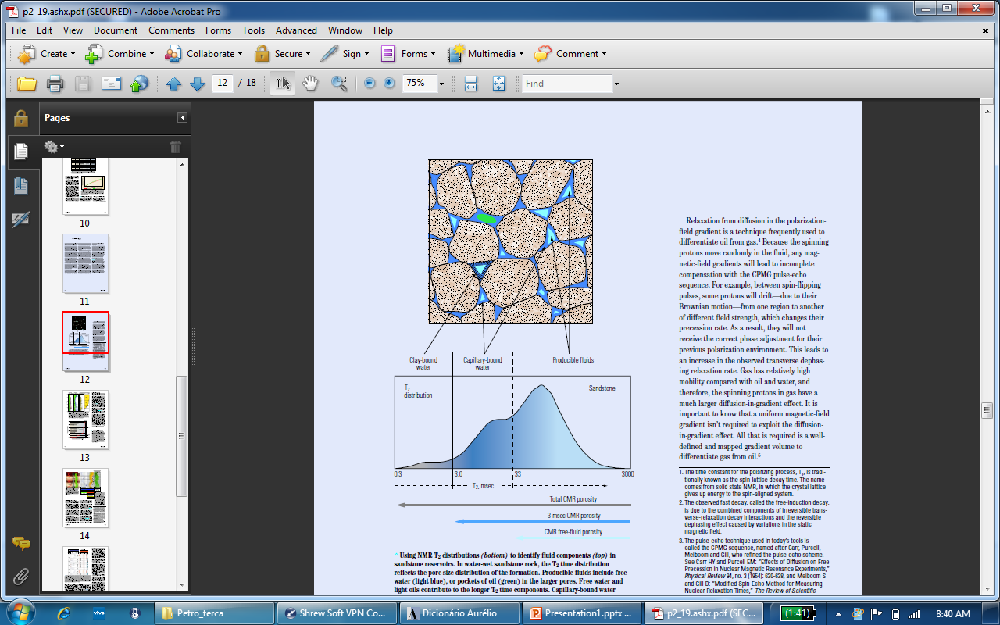 p2_19.ashx.pdf (SECURED) - Adobe Acrobat Pro
File Edit View Document Comments Forms Tools Advanced Window Help
Create Combine Collaborate Secure Sign Forms Multimedia Comment
12 / 18 75% Find
Pages
10
11
12
13
14
Clay-bound
water
Capillary-bound
water
Producible fluids
T2
distribution
Sandstone
0.3 3.0 33 3000
T2, msec
Total CMR porosity
3-msec CMR porosity
CMR free-fluid porosity
^ Using NMR T2 distributions (bottom) to identify fluid components (top) in
sandstone reservoirs. In water-wet sandstone rock, the T2 time distribution
reflects the pore-size distribution of the formation. Producible fluids include free
water (light blue), or pockets of oil (green) in the larger pores. Free water and
light oils contribute to the longer T2 time components. Capillary-bound water
Relaxation from diffusion in the polarization-
field gradient is a technique frequently used to
differentiate oil from gas.4 Because the spinning
protons move randomly in the fluid, any mag-
netic-field gradients will lead to incomplete
compensation with the CPMG pulse-echo
sequence. For example, between spin-flipping
pulses, some protons will drift—due to their
Brownian motion—from one region to another
of different field strength, which changes their
precession rate. As a result, they will not
receive the correct phase adjustment for their
previous polarization environment. This leads to
an increase in the observed transverse dephas-
ing relaxation rate. Gas has relatively high
mobility compared with oil and water, and
therefore, the spinning protons in gas have a
much larger diffusion-in-gradient effect. It is
important to know that a uniform magnetic-field
gradient isn't required to exploit the diffusion-
in-gradient effect. All that is required is a well-
defined and mapped gradient volume to
differentiate gas from oil.5
1. The time constant for the polarizing process, T1, is tradi-
tionally known as the spin-lattice decay time. The name
comes from solid state NMR, in which the crystal lattice
gives up energy to the spin-aligned system.
2. The observed fast decay, called the free-induction decay,
is due to the combined components of irreversible trans-
verse-relaxation decay interactions and the reversible
dephasing effect caused by variations in the static
magnetic field.
3. The pulse-echo technique used in today's tools is
called the CPMG sequence, named after Carr, Purcell,
Meiboom and Gill, who refined the pulse-echo scheme.
See Carr HY and Purcell EM: "Effects of Diffusion on Free
Precession in Nuclear Magnetic Resonance Experiments,"
Physical Review 94, no. 3 (1954): 630-638, and Meiboom S
and Gill D: "Modified Spin-Echo Method for Measuring
Nuclear Relaxation Times," The Review of Scientific
vivo Petro_terca Shrew Soft VPN Co... Dicionário Aurélio Presentation1.pptx ... p2_19.ashx.pdf (SEC... (1:41) 8:40 AM